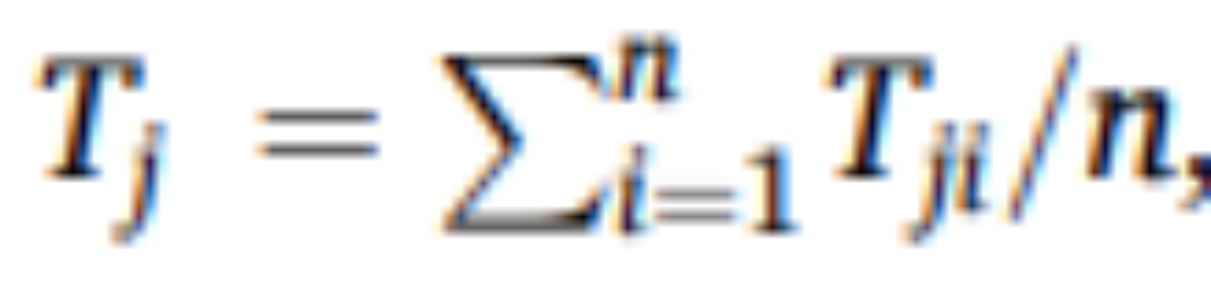 T_j = ∑_{i=1}^{n} T_{ji}/n,